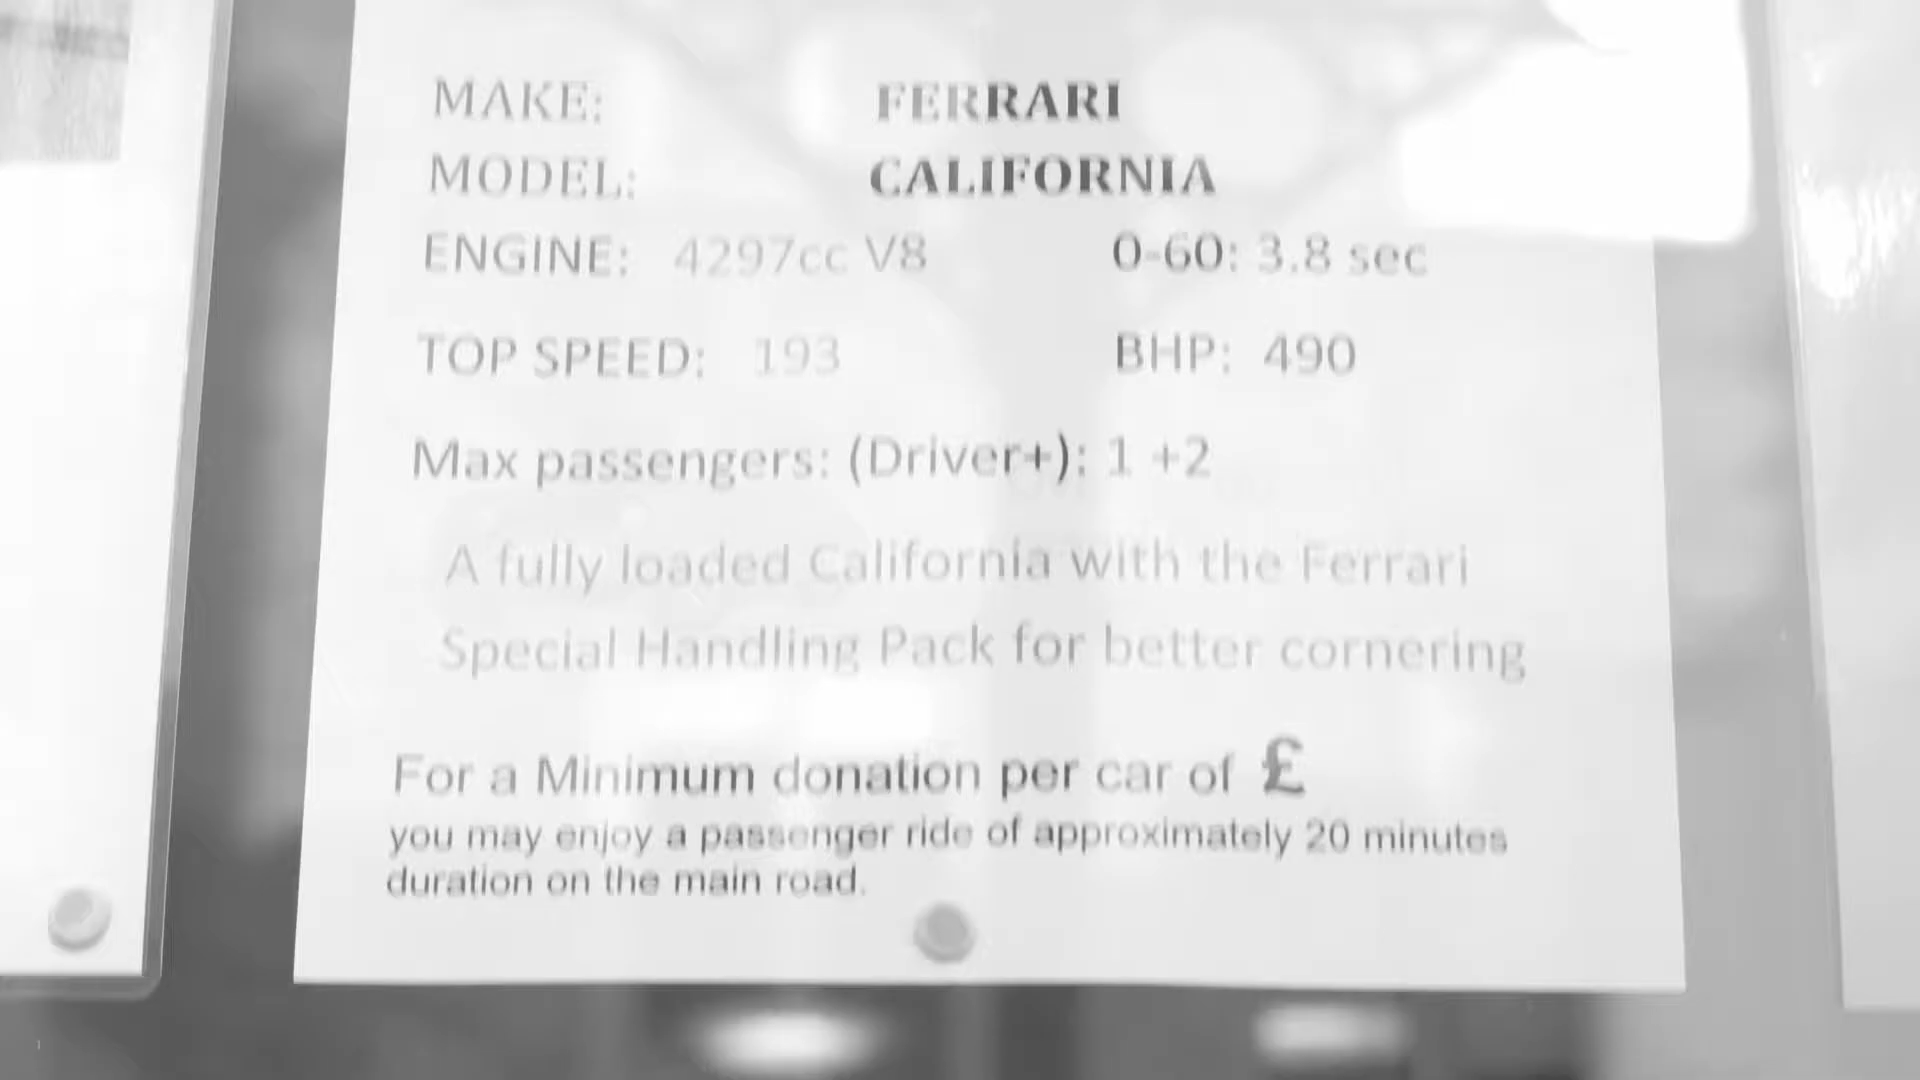 MAKE: FERRARI
MODEL: CALIFORNIA
ENGINE: 4297cc V8 0-60: 3.8 sec
TOP SPEED: 193 BHP: 490
Max passengers: (Driver+): 1 +2
A fully loaded California with the Ferrari
Special Handling Pack for better cornering
For a Minimum donation per car of £
you may enjoy a passenger ride of approximately 20 minutes
duration on the main road.